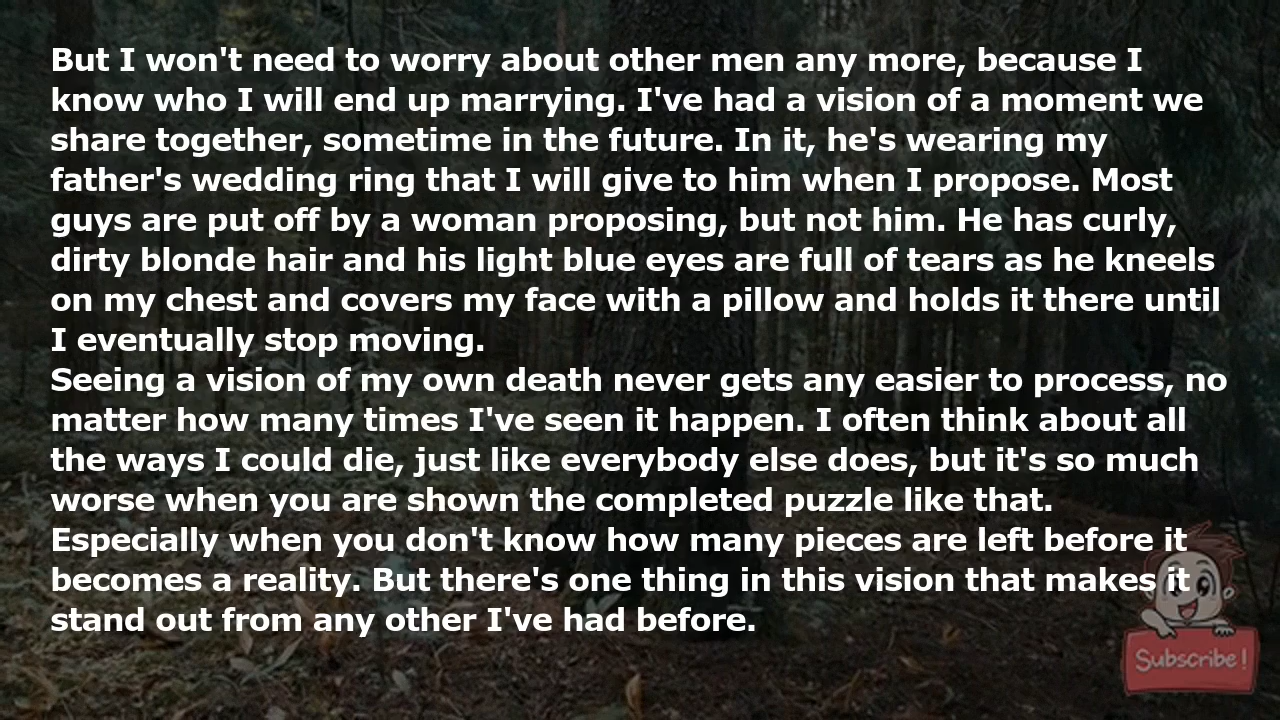 But I won't need to worry about other men any more, because I
know who I will end up marrying. I've had a vision of a moment we
share together, sometime in the future. In it, he's wearing my
father's wedding ring that I will give to him when I propose. Most
guys are put off by a woman proposing, but not him. He has curly,
dirty blonde hair and his light blue eyes are full of tears as he kneels
on my chest and covers my face with a pillow and holds it there until
I eventually stop moving.
Seeing a vision of my own death never gets any easier to process, no
matter how many times I've seen it happen. I often think about all
the ways I could die, just like everybody else does, but it's so much
worse when you are shown the completed puzzle like that.
Especially when you don't know how many pieces are left before it
becomes a reality. But there's one thing in this vision that makes it
stand out from any other I've had before.
Subscribe!